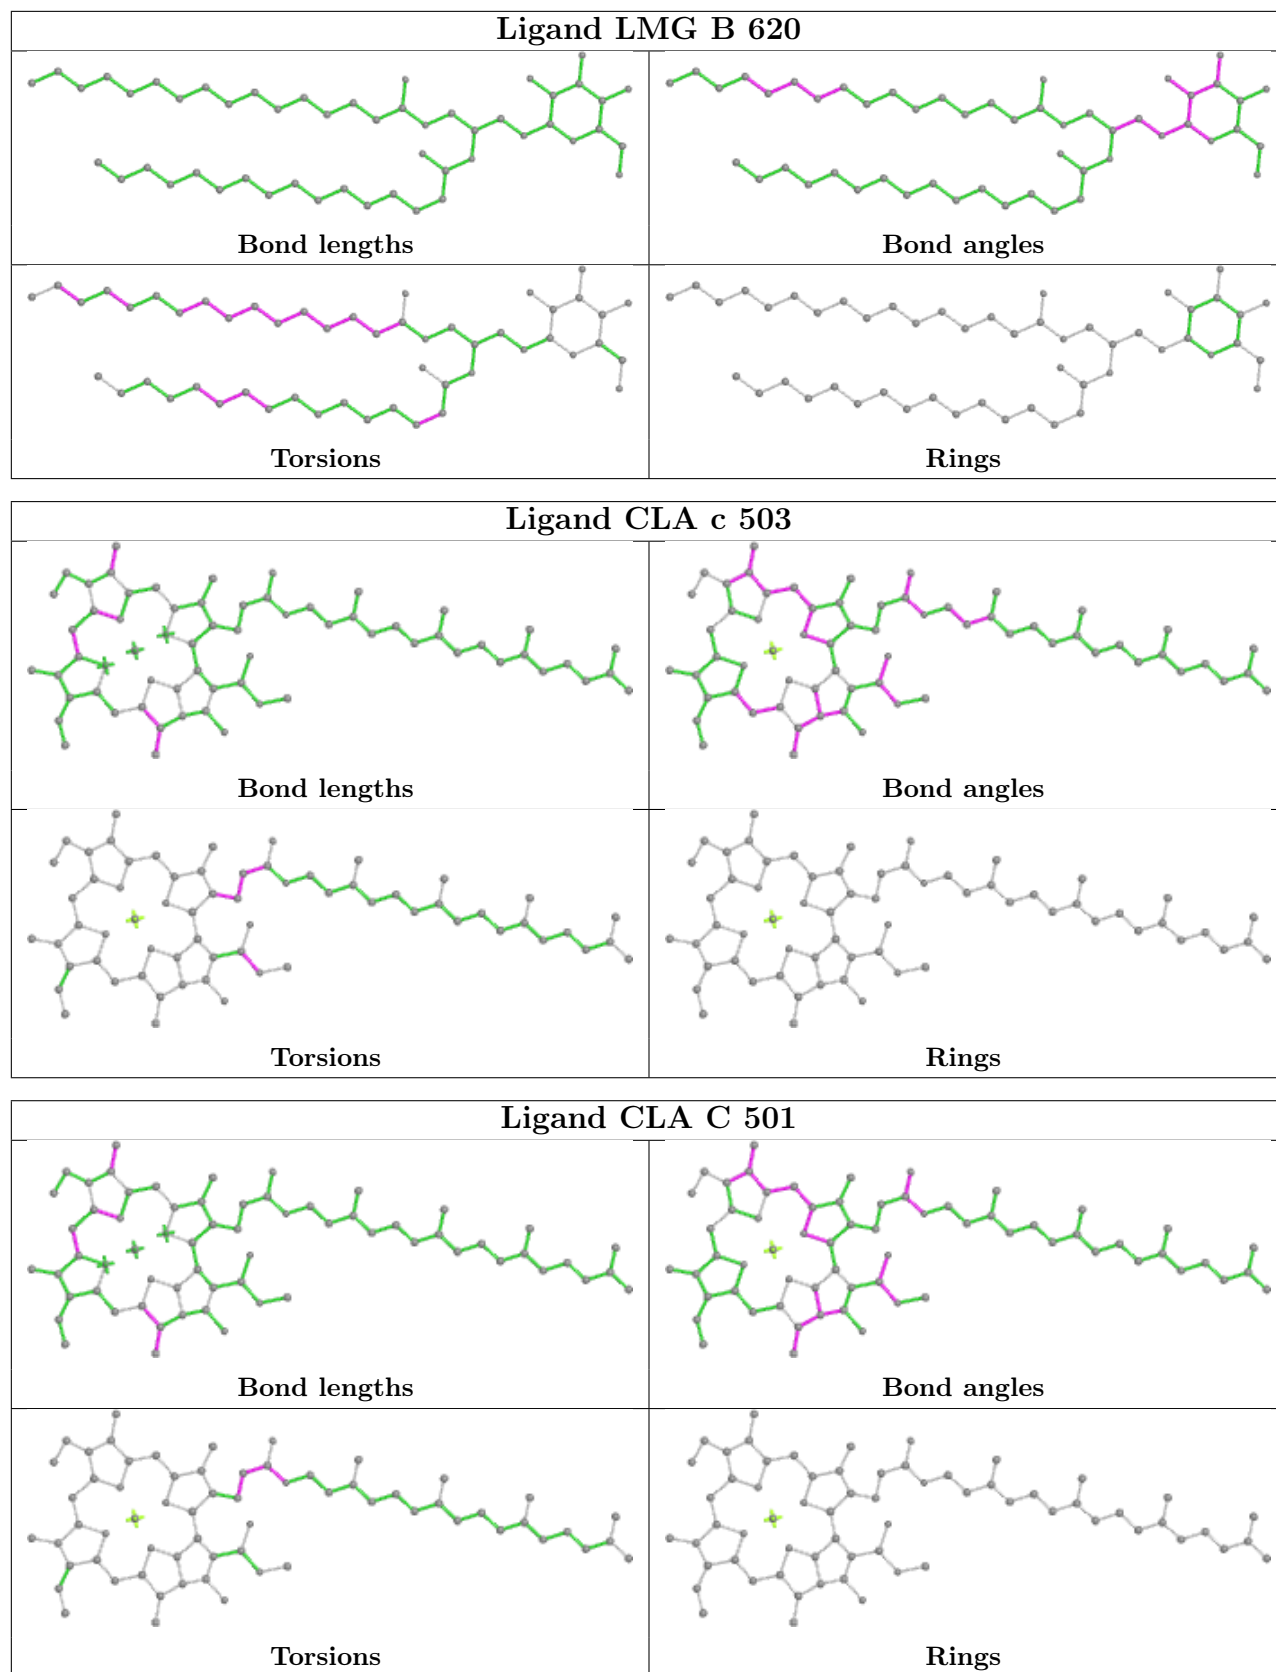 Ligand LMG B 620
Bond lengths
Bond angles
Torsions
Rings
Ligand CLA c 503
Bond lengths
Bond angles
Torsions
Rings
Ligand CLA C 501
Bond lengths
Bond angles
Torsions
Rings